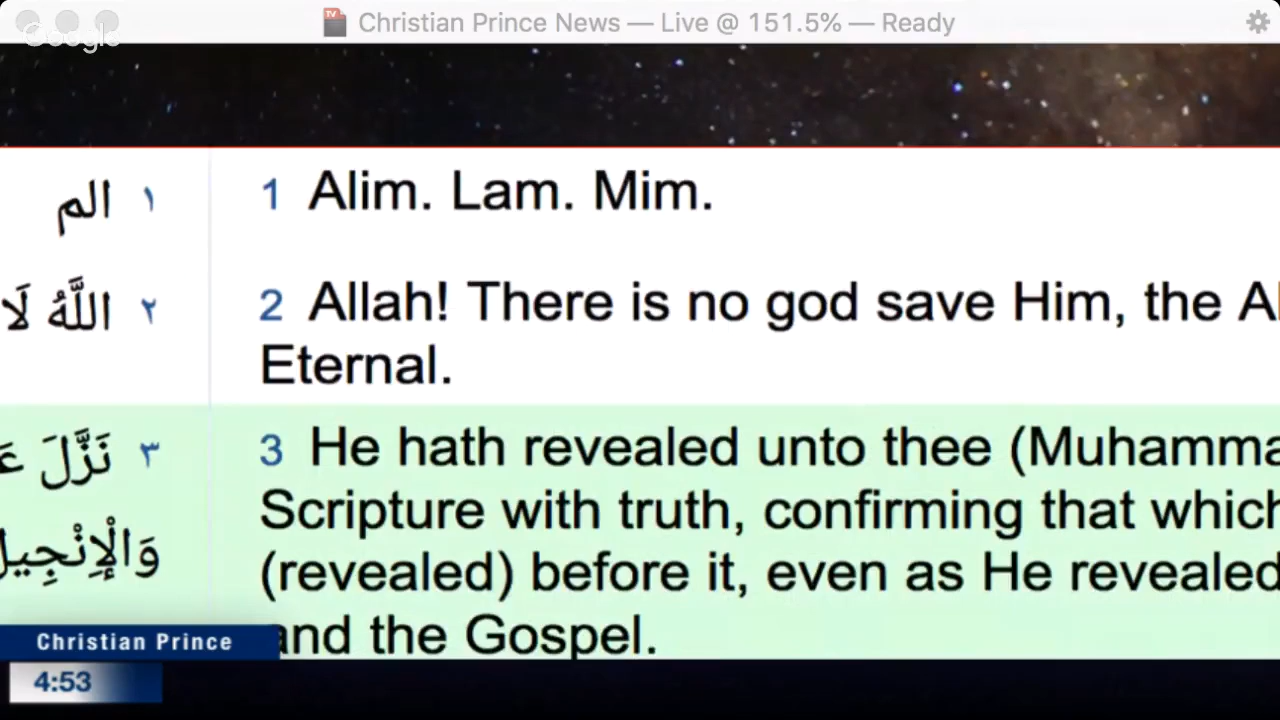 Christian Prince News — Live @ 151.5% — Ready
Google
الم ١
1 Alim. Lam. Mim.
اللَّهُ لَا ٢
2 Allah! There is no god save Him, the
Eternal.
نَزَّلَ ٣
3 He hath revealed unto thee
Scripture with truth, confirming that which
وَالْإِنْجِيلَ
(revealed) before it, even as He revealed
and the Gospel.
Christian Prince
4:53